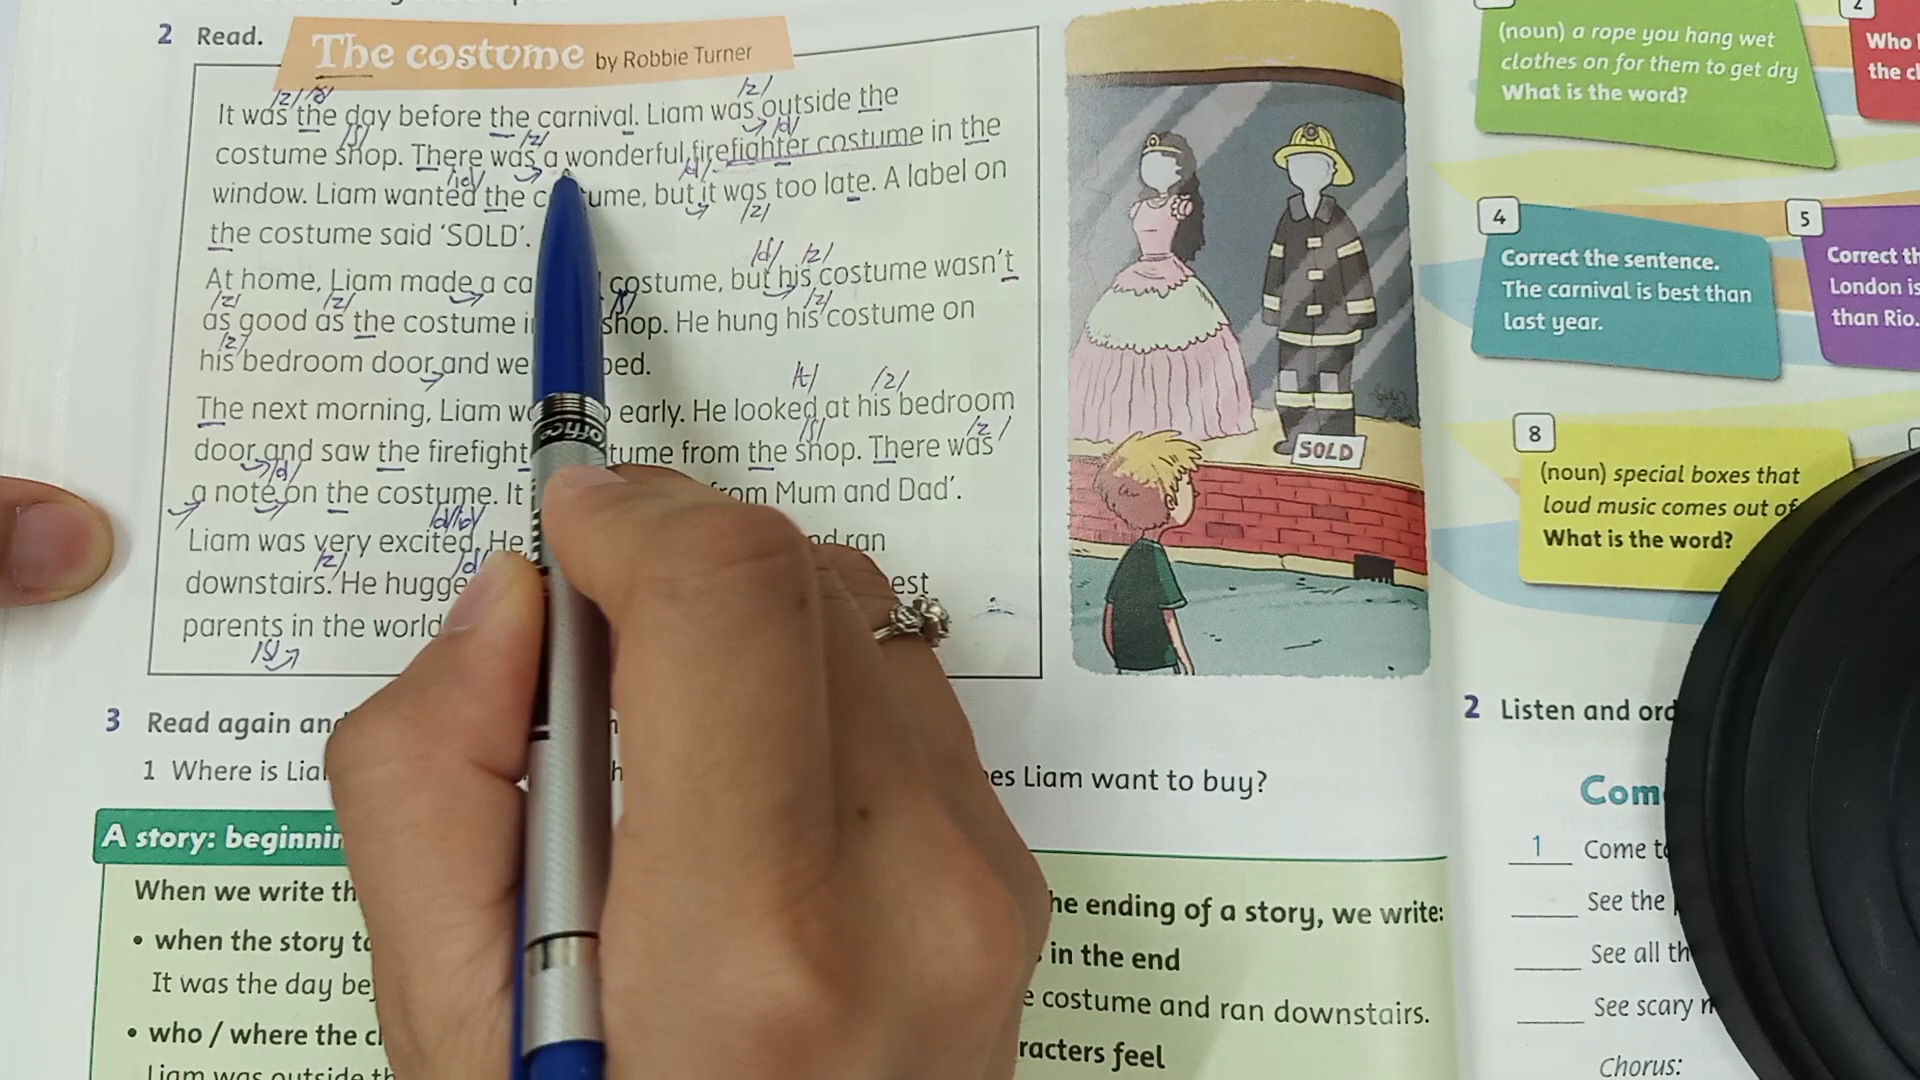 2 Read.
The costume by Robbie Turner
/z/ /ð/ /z/
It was the day before the carnival. Liam was outside the
/ʃ/ /z/ /d/
costume shop. There was a wonderful firefighter costume in the
/id/ /d/
window. Liam wanted the ume, but it was too late. A label on
/z/
the costume said ‘SOLD’.
/d/ /z/
At home, Liam made a costume, but his costume wasn't
/z/ /z/ /ʃ/ /z/
as good as the costume shop. He hung his costume on
/z/
his bedroom door and bed.
/t/ /z/
The next morning, Liam early. He looked at his bedroom
/ʃ/ /z/
door and saw the firefight tume from the shop. There was
/d/
a note on the costume. It from Mum and Dad’.
/d/ /id/
Liam was very excited. He and ran
/z/ /d/
downstairs. He hugge est
parents in the world
/s/
SOLD
3 Read again an
1 Where is Lia es Liam want to buy?
A story: beginnin
When we write th
• when the story t
It was the day be
• who / where the c
Liam was outside th
he ending of a story, we write:
in the end
e costume and ran downstairs.
racters feel
(noun) a rope you hang wet
clothes on for them to get dry
What is the word?
2
Who
the cl
4
Correct the sentence.
The carnival is best than
last year.
5
Correct th
London is
than Rio.
8
(noun) special boxes that
loud music comes out of
What is the word?
2 Listen and ord
Com
1 Come to
See the
See all th
See scary
Chorus: